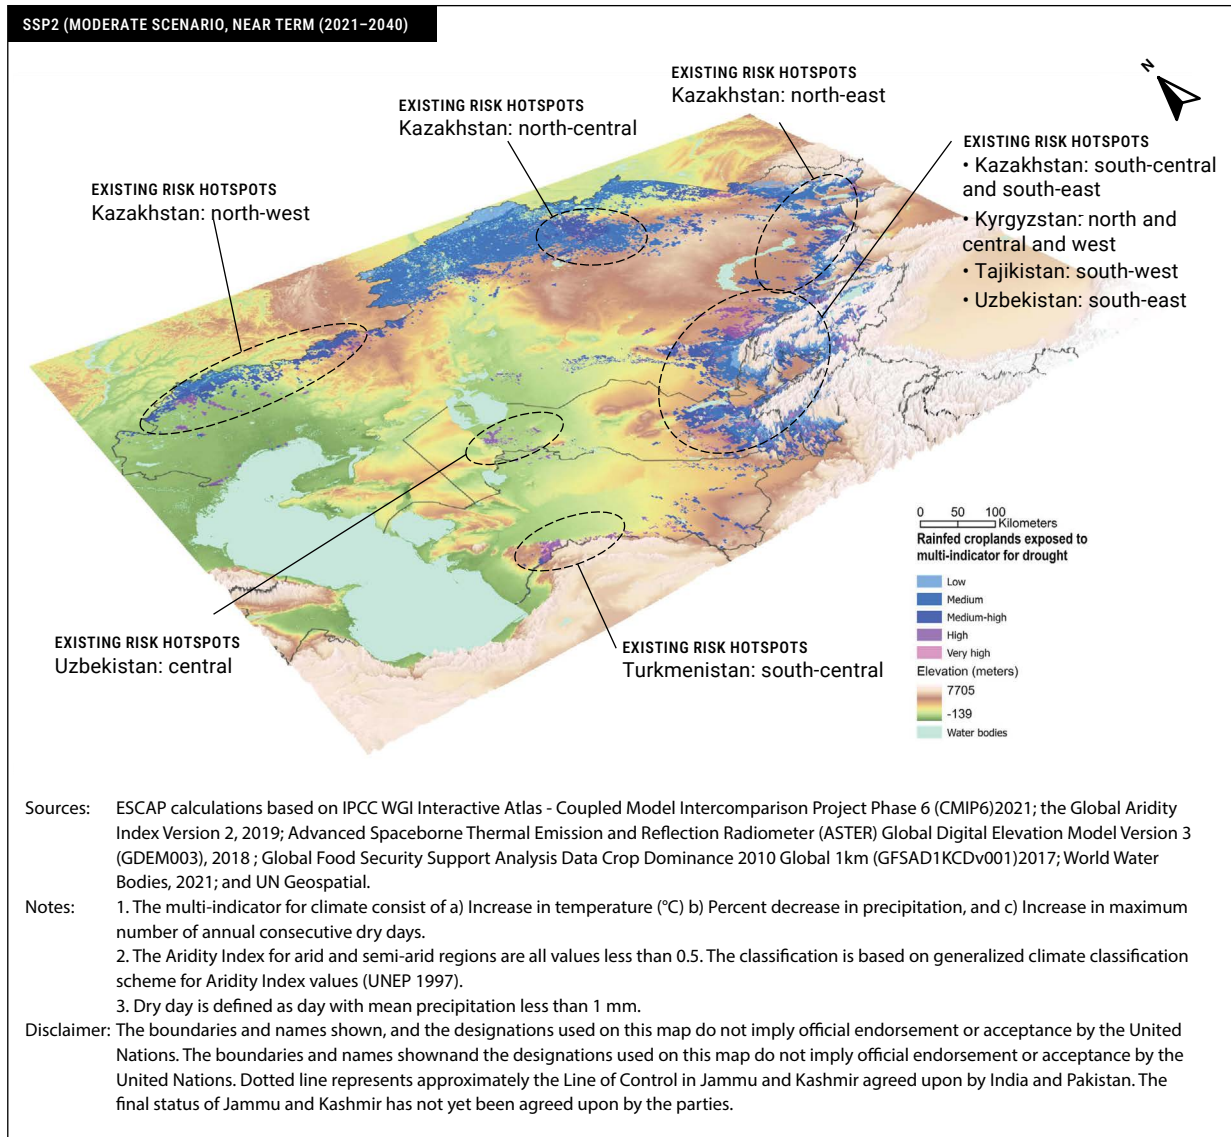 SSP2 (MODERATE SCENARIO, NEAR TERM (2021–2040)
N
EXISTING RISK HOTSPOTS
Kazakhstan: north-east
EXISTING RISK HOTSPOTS
Kazakhstan: north-central
EXISTING RISK HOTSPOTS
• Kazakhstan: south-central
and south-east
• Kyrgyzstan: north and
central and west
• Tajikistan: south-west
• Uzbekistan: south-east
EXISTING RISK HOTSPOTS
Kazakhstan: north-west
0 50 100
Kilometers
Rainfed croplands exposed to
multi-indicator for drought
Low
Medium
Medium-high
High
Very high
Elevation (meters)
7705
-139
Water bodies
EXISTING RISK HOTSPOTS
Uzbekistan: central
EXISTING RISK HOTSPOTS
Turkmenistan: south-central
Sources: ESCAP calculations based on IPCC WGI Interactive Atlas - Coupled Model Intercomparison Project Phase 6 (CMIP6)2021; the Global Aridity
Index Version 2, 2019; Advanced Spaceborne Thermal Emission and Reflection Radiometer (ASTER) Global Digital Elevation Model Version 3
(GDEM003), 2018 ; Global Food Security Support Analysis Data Crop Dominance 2010 Global 1km (GFSAD1KCDv001)2017; World Water
Bodies, 2021; and UN Geospatial.
Notes: 1. The multi-indicator for climate consist of a) Increase in temperature (°C) b) Percent decrease in precipitation, and c) Increase in maximum
number of annual consecutive dry days.
2. The Aridity Index for arid and semi-arid regions are all values less than 0.5. The classification is based on generalized climate classification
scheme for Aridity Index values (UNEP 1997).
3. Dry day is defined as day with mean precipitation less than 1 mm.
Disclaimer: The boundaries and names shown, and the designations used on this map do not imply official endorsement or acceptance by the United
Nations. The boundaries and names shownand the designations used on this map do not imply official endorsement or acceptance by the
United Nations. Dotted line represents approximately the Line of Control in Jammu and Kashmir agreed upon by India and Pakistan. The
final status of Jammu and Kashmir has not yet been agreed upon by the parties.